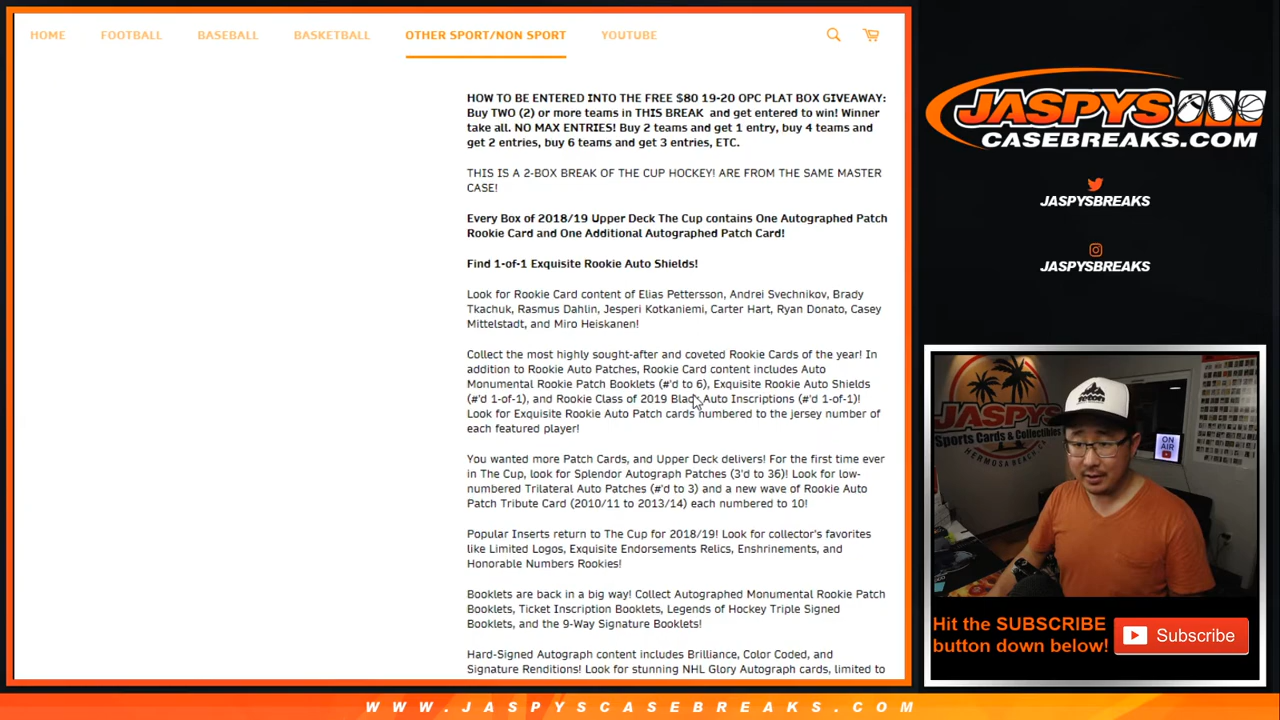 HOME FOOTBALL BASEBALL BASKETBALL OTHER SPORT/NON SPORT YOUTUBE
HOW TO BE ENTERED INTO THE FREE $80 19-20 OPC PLAT BOX GIVEAWAY:
Buy TWO (2) or more teams in THIS BREAK and get entered to win! Winner
take all. NO MAX ENTRIES! Buy 2 teams and get 1 entry, buy 4 teams and
get 2 entries, buy 6 teams and get 3 entries, ETC.
THIS IS A 2-BOX BREAK OF THE CUP HOCKEY! ARE FROM THE SAME MASTER
CASE!
Every Box of 2018/19 Upper Deck The Cup contains One Autographed Patch
Rookie Card and One Additional Autographed Patch Card!
Find 1-of-1 Exquisite Rookie Auto Shields!
Look for Rookie Card content of Elias Pettersson, Andrei Svechnikov, Brady
Tkachuk, Rasmus Dahlin, Jesperi Kotkaniemi, Carter Hart, Ryan Donato, Casey
Mittelstadt, and Miro Heiskanen!
Collect the most highly sought-after and coveted Rookie Cards of the year! In
addition to Rookie Auto Patches, Rookie Card content includes Auto
Monumental Rookie Patch Booklets (#'d to 6), Exquisite Rookie Auto Shields
(#'d 1-of-1), and Rookie Class of 2019 Black Auto Inscriptions (#'d 1-of-1)!
Look for Exquisite Rookie Auto Patch cards numbered to the jersey number of
each featured player!
You wanted more Patch Cards, and Upper Deck delivers! For the first time ever
in The Cup, look for Splendor Autograph Patches (3'd to 36)! Look for low-
numbered Trilateral Auto Patches (#'d to 3) and a new wave of Rookie Auto
Patch Tribute Card (2010/11 to 2013/14) each numbered to 10!
Popular Inserts return to The Cup for 2018/19! Look for collector's favorites
like Limited Logos, Exquisite Endorsements Relics, Enshrinements, and
Honorable Numbers Rookies!
Booklets are back in a big way! Collect Autographed Monumental Rookie Patch
Booklets, Ticket Inscription Booklets, Legends of Hockey Triple Signed
Booklets, and the 9-Way Signature Booklets!
Hard-Signed Autograph content includes Brilliance, Color Coded, and
Signature Renditions! Look for stunning NHL Glory Autograph cards, limited to
JASPYS
CASEBREAKS.COM
JASPYSBREAKS
JASPYSBREAKS
JASPYS
Sports Cards & Collectibles
HERMOSA BEACH
teton
ON
AIR
Hit the SUBSCRIBE
button down below!
Subscribe
WWW.JASPYSCASEBREAKS.COM